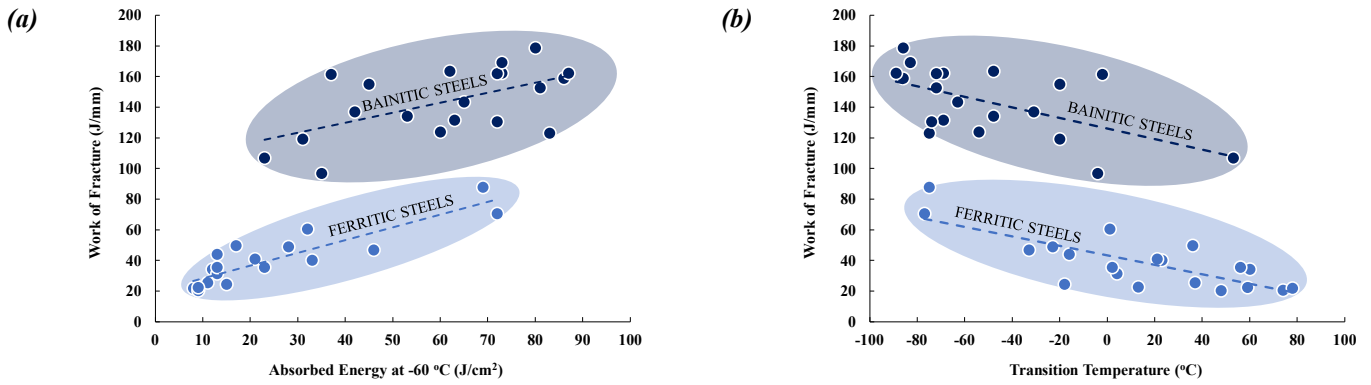 (a)
200
180
160
140
120
100
80
60
40
20
0
Work of Fracture (J/mm)
BAINITIC STEELS
FERRITIC STEELS
0 10 20 30 40 50 60 70 80 90 100
Absorbed Energy at -60 °C (J/cm²)
(b)
200
180
160
140
120
100
80
60
40
20
0
Work of Fracture (J/mm)
BAINITIC STEELS
FERRITIC STEELS
-100 -80 -60 -40 -20 0 20 40 60 80 100
Transition Temperature (°C)